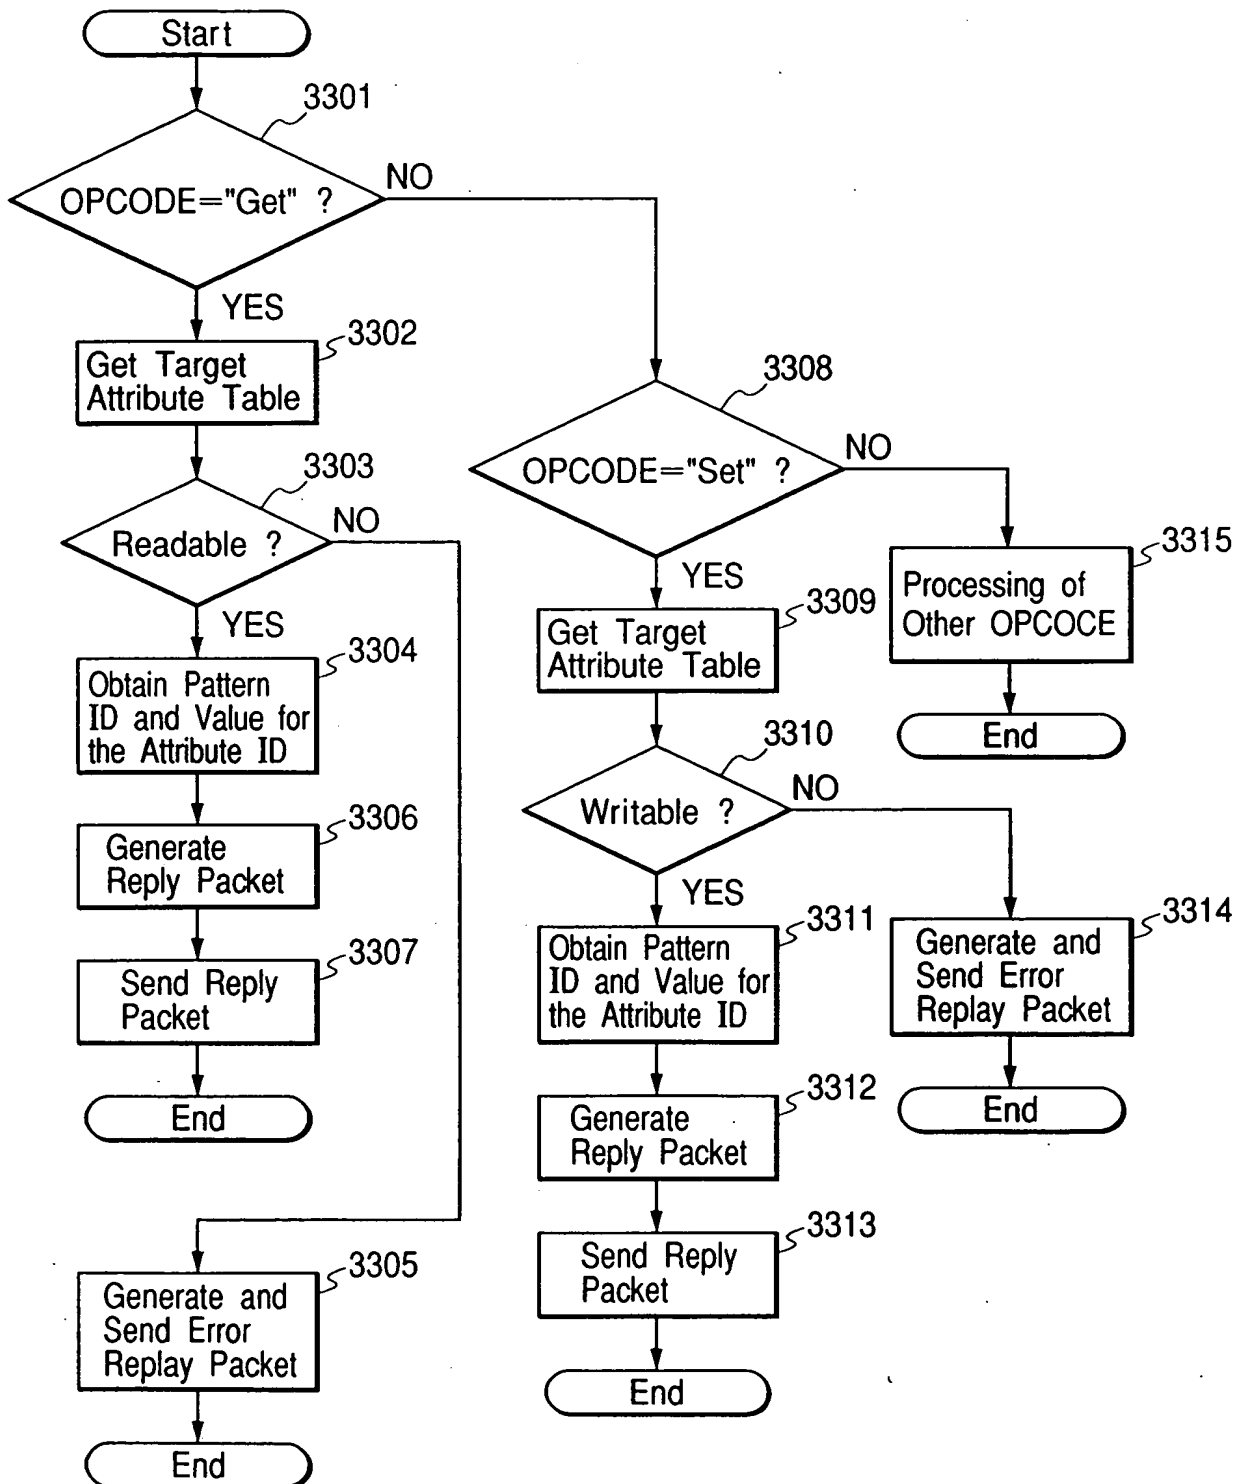 Start
3301
OPCODE="Get" ?
NO
YES
3302
Get Target
Attribute Table
3303
Readable ?
NO
YES
3304
Obtain Pattern
ID and Value for
the Attribute ID
3306
Generate
Reply Packet
3307
Send Reply
Packet
End
3305
Generate and
Send Error
Replay Packet
End
3308
OPCODE="Set" ?
NO
YES
3309
Get Target
Attribute Table
3310
Writable ?
NO
YES
3311
Obtain Pattern
ID and Value for
the Attribute ID
3312
Generate
Reply Packet
3313
Send Reply
Packet
End
3315
Processing of
Other OPCOCE
End
3314
Generate and
Send Error
Replay Packet
End